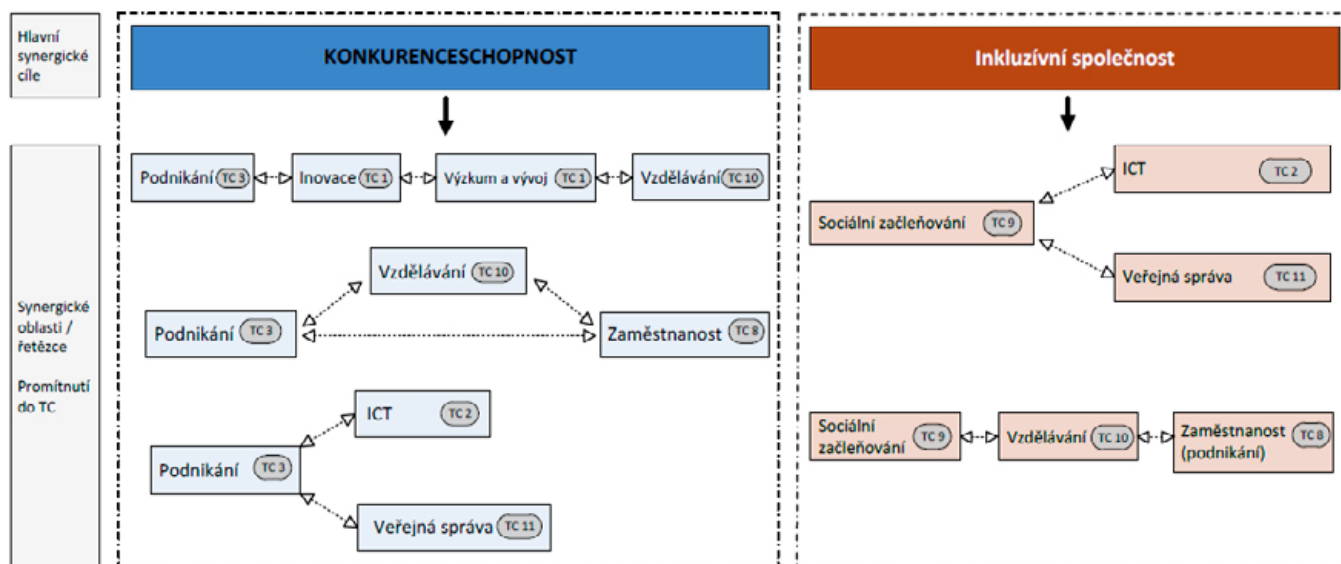 Hlavní
synergické
cíle
KONKURENCESCHOPNOST
Inkluzívní společnost
Synergické
oblasti /
řetězce
Promítnutí
do TC
Podnikání TC 3
Inovace TC 1
Výzkum a vývoj TC 1
Vzdělávání TC 10
Vzdělávání TC 10
Podnikání TC 3
Zaměstnanost TC 8
ICT TC 2
Podnikání TC 3
Veřejná správa TC 11
ICT TC 2
Sociální začleňování TC 9
Veřejná správa TC 11
Sociální
začleňování TC 9
Vzdělávání TC 10
Zaměstnanost TC 8
(podnikání)